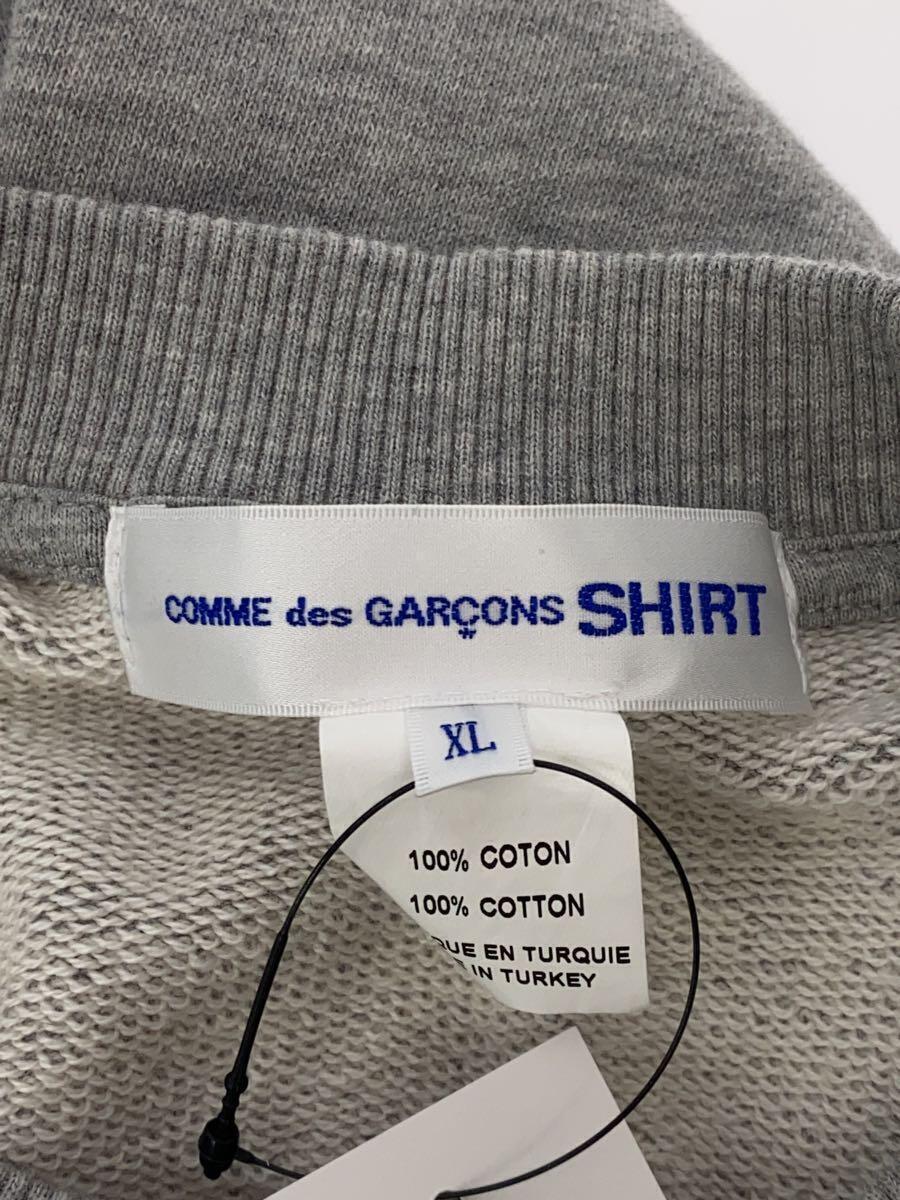 COMME des GARÇONS SHIRT
XL
100% COTON
100% COTTON
EN TURQUIE
IN TURKEY